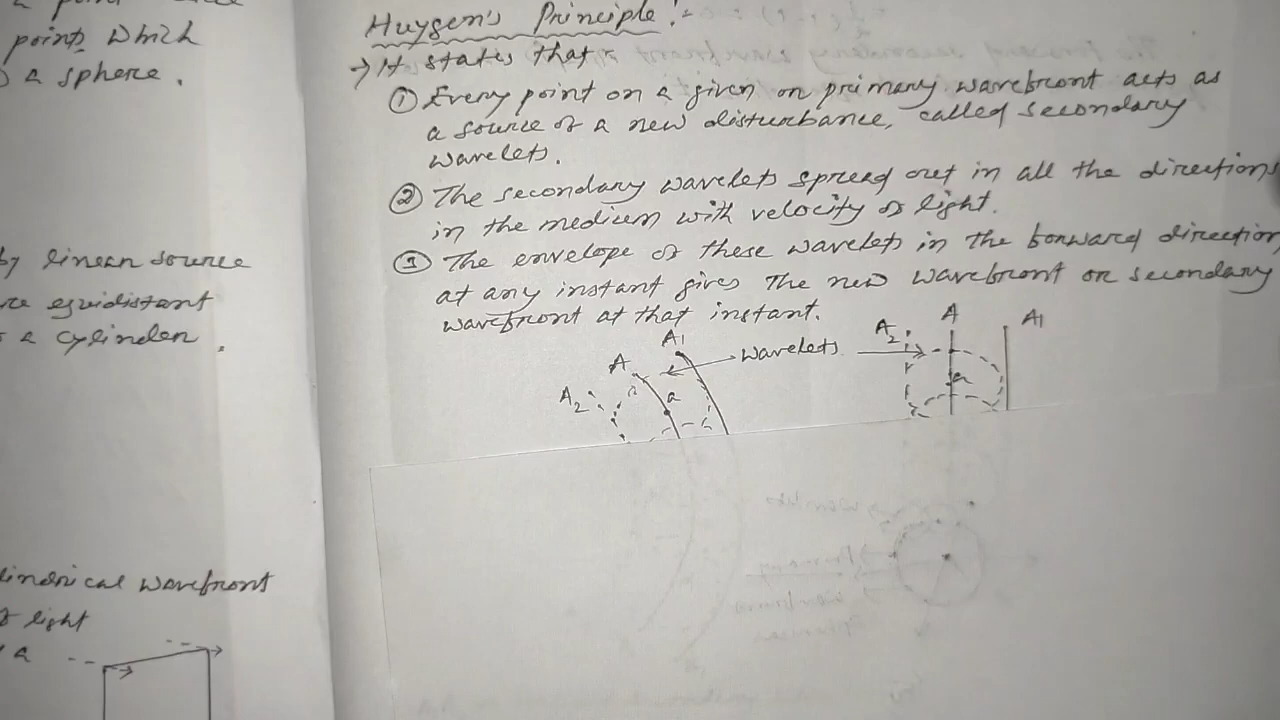 point which
a sphere.
by linear source
equidistant
a cylinder.
cylindrical wavefront
light
a
Huygen's Principle :-
→ It states that
① Every point on a given or primary wavefront acts as
a source of a new disturbance, called secondary
wavelets.
② The secondary wavelets spread out in all the directions
in the medium with velocity of light.
③ The envelope of these wavelets in the forward direction
at any instant gives the new wavefront or secondary
wavefront at that instant.
A2 A A1 wavelets A2 A A1
a a